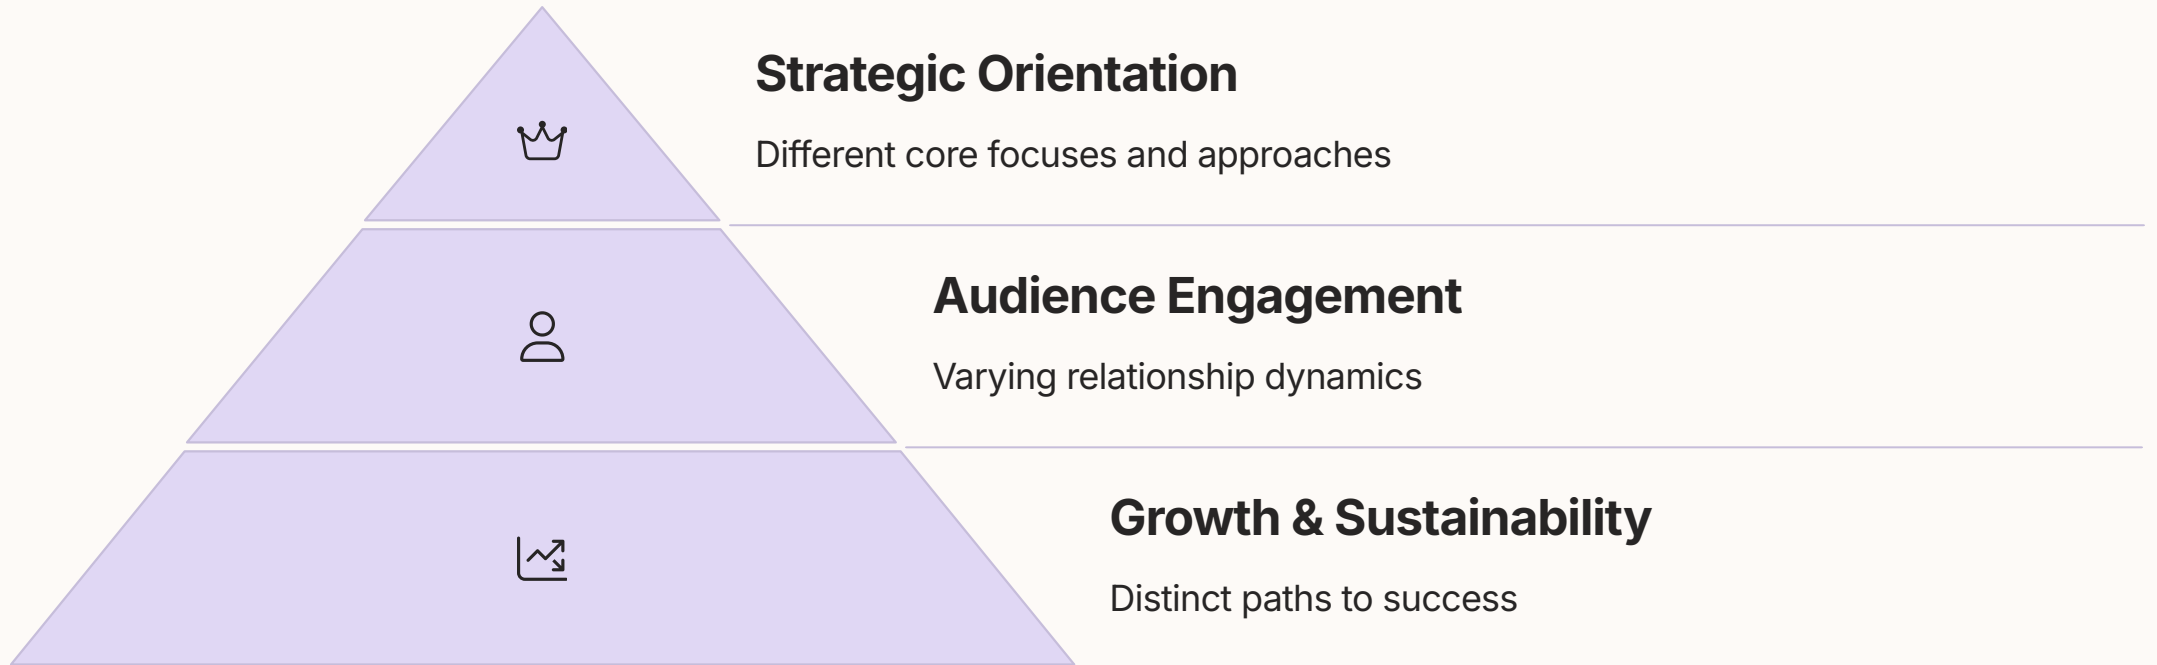 Strategic Orientation
Different core focuses and approaches
Audience Engagement
Varying relationship dynamics
Growth & Sustainability
Distinct paths to success